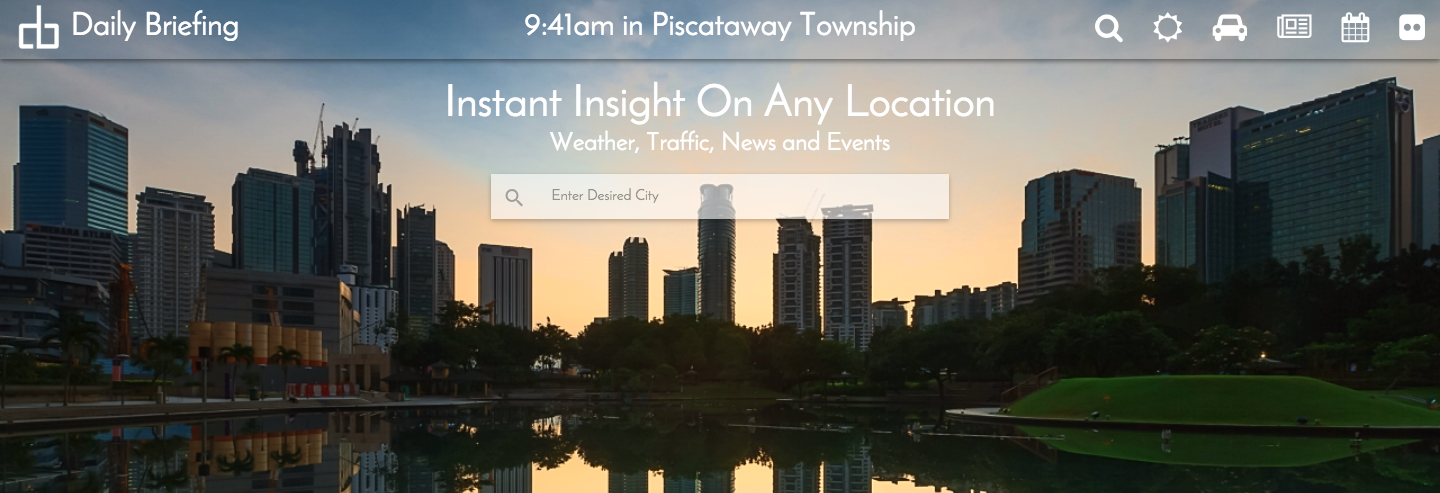 db Daily Briefing
9:41am in Piscataway Township
Instant Insight On Any Location
Weather, Traffic, News and Events
Enter Desired City